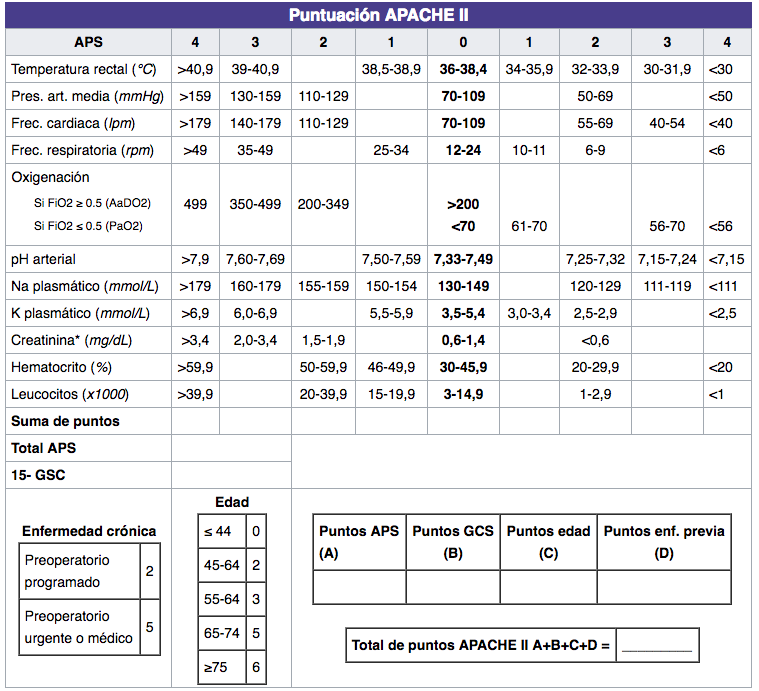 Puntuación APACHE II
APS 4 3 2 1 0 1 2 3 4
Temperatura rectal (°C) >40,9 39-40,9 38,5-38,9 36-38,4 34-35,9 32-33,9 30-31,9 <30
Pres. art. media (mmHg) >159 130-159 110-129 70-109 50-69 <50
Frec. cardiaca (lpm) >179 140-179 110-129 70-109 55-69 40-54 <40
Frec. respiratoria (rpm) >49 35-49 25-34 12-24 10-11 6-9 <6
Oxigenación
Si FiO2 ≥ 0.5 (AaDO2) 499 350-499 200-349 >200
Si FiO2 ≤ 0.5 (PaO2) <70 61-70 56-70 <56
pH arterial >7,9 7,60-7,69 7,50-7,59 7,33-7,49 7,25-7,32 7,15-7,24 <7,15
Na plasmático (mmol/L) >179 160-179 155-159 150-154 130-149 120-129 111-119 <111
K plasmático (mmol/L) >6,9 6,0-6,9 5,5-5,9 3,5-5,4 3,0-3,4 2,5-2,9 <2,5
Creatinina* (mg/dL) >3,4 2,0-3,4 1,5-1,9 0,6-1,4 <0,6
Hematocrito (%) >59,9 50-59,9 46-49,9 30-45,9 20-29,9 <20
Leucocitos (x1000) >39,9 20-39,9 15-19,9 3-14,9 1-2,9 <1
Suma de puntos
Total APS
15- GSC
Enfermedad crónica
Preoperatorio
programado 2
Preoperatorio
urgente o médico 5
Edad
≤ 44 0
45-64 2
55-64 3
65-74 5
≥75 6
Puntos APS Puntos GCS Puntos edad Puntos enf. previa
(A) (B) (C) (D)
Total de puntos APACHE II A+B+C+D = _________